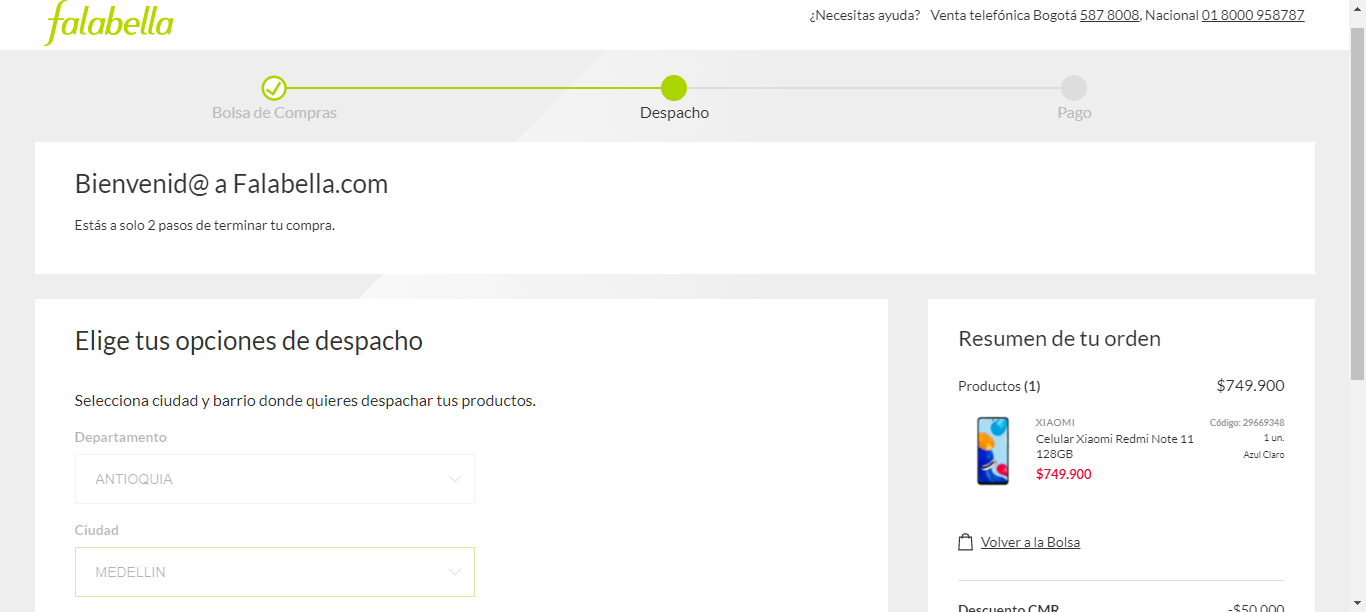 falabella
¿Necesitas ayuda? Venta telefónica Bogotá 587 8008, Nacional 01 8000 958787
Bolsa de Compras
Despacho
Pago
Bienvenid@ a Falabella.com
Estás a solo 2 pasos de terminar tu compra.
Elige tus opciones de despacho
Selecciona ciudad y barrio donde quieres despachar tus productos.
Departamento
ANTIOQUIA
Ciudad
MEDELLIN
Resumen de tu orden
Productos (1) $749.900
XIAOMI Código: 29669348
Celular Xiaomi Redmi Note 11 1 un.
128GB Azul Claro
$749.900
Volver a la Bolsa
Descuento CMR -$50.000